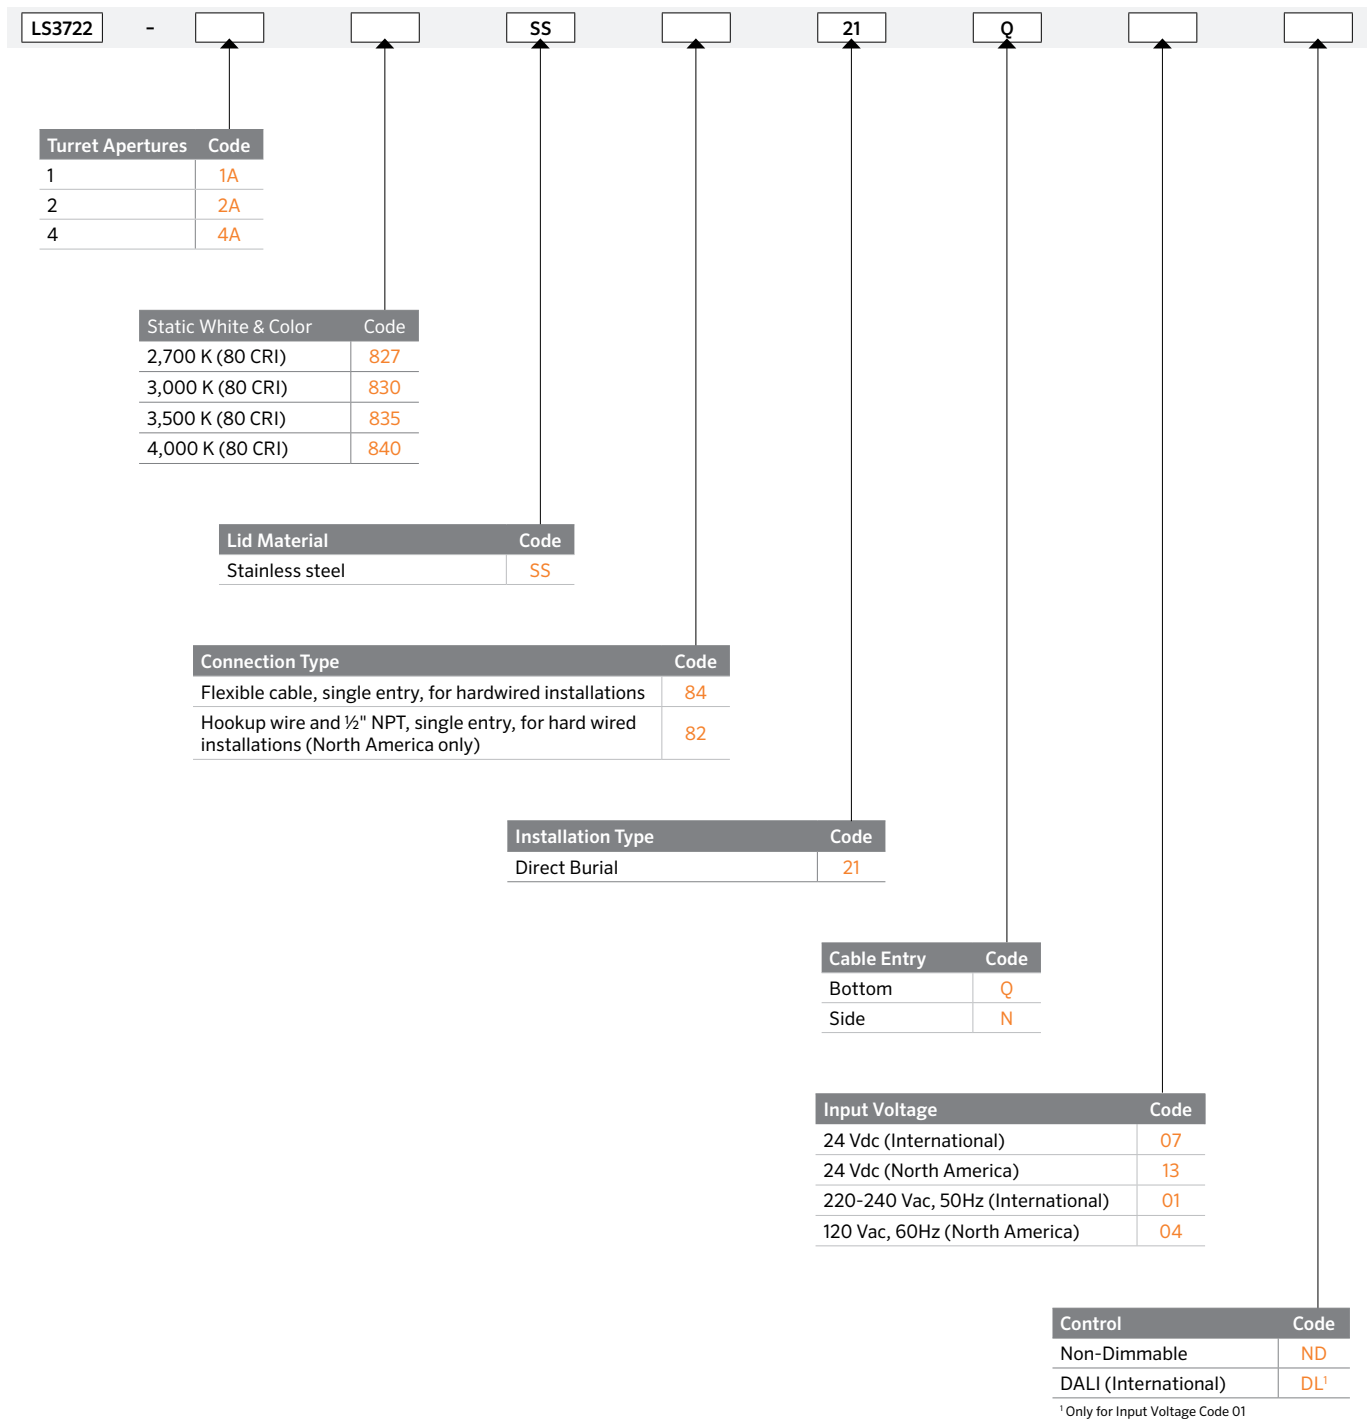 LS3722 - SS 21 Q
Turret Apertures Code
1 1A
2 2A
4 4A
Static White & Color Code
2,700 K (80 CRI) 827
3,000 K (80 CRI) 830
3,500 K (80 CRI) 835
4,000 K (80 CRI) 840
Lid Material Code
Stainless steel SS
Connection Type Code
Flexible cable, single entry, for hardwired installations 84
Hookup wire and ½" NPT, single entry, for hard wired
installations (North America only) 82
Installation Type Code
Direct Burial 21
Cable Entry Code
Bottom Q
Side N
Input Voltage Code
24 Vdc (International) 07
24 Vdc (North America) 13
220-240 Vac, 50Hz (International) 01
120 Vac, 60Hz (North America) 04
Control Code
Non-Dimmable ND
DALI (International) DL¹
¹ Only for Input Voltage Code 01